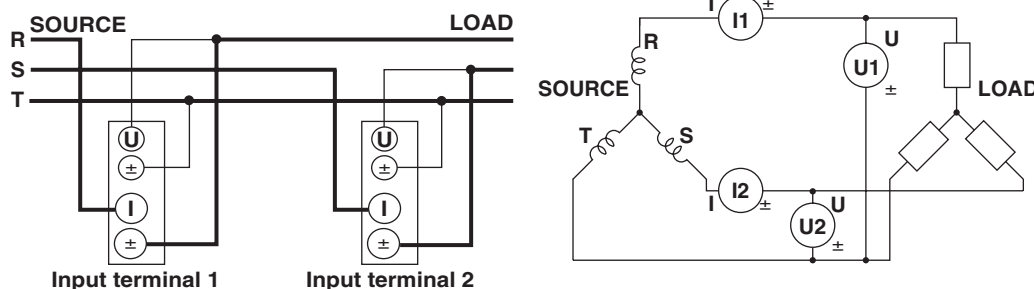 SOURCE
LOAD
R
S
T
U
±
I
±
U
±
I
±
Input terminal 1
Input terminal 2
I
I1
±
R
U
U1
±
SOURCE
LOAD
T
S
I
I2
±
U
U2
±